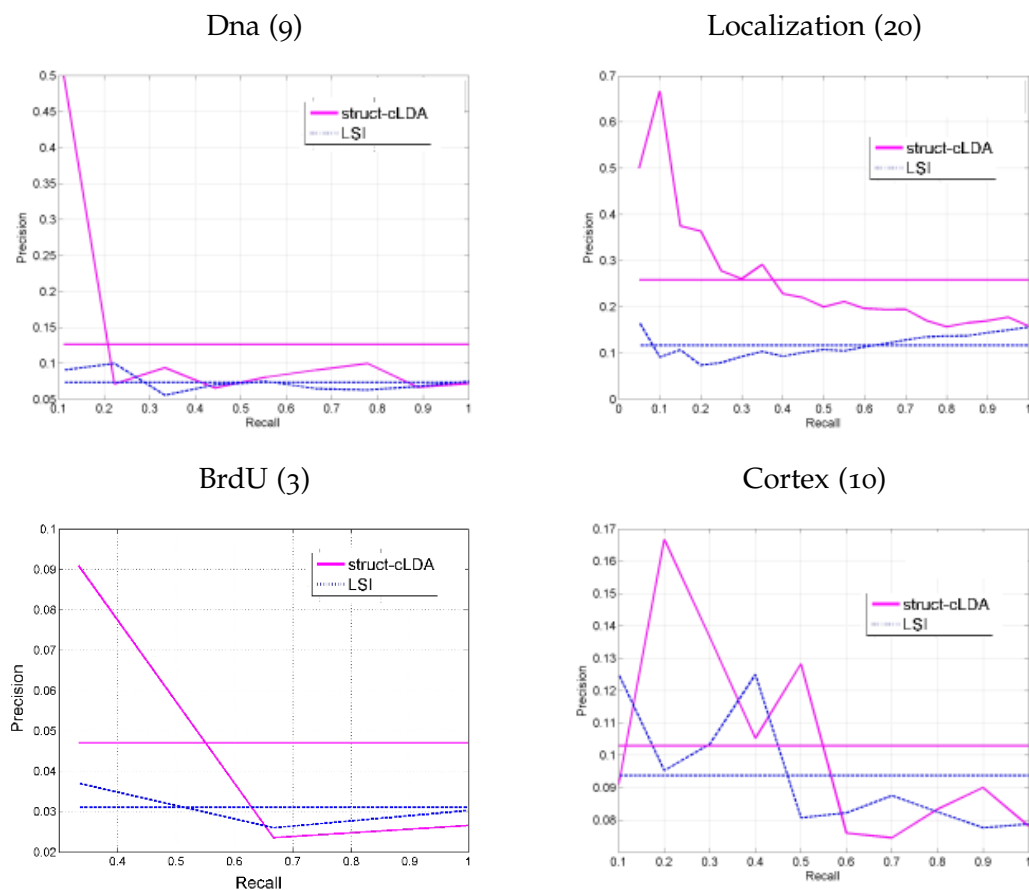 Dna (9)
0.5
0.45
0.4
0.35
0.3
0.25
0.2
0.15
0.1
0.05
Precision
struct-cLDA
LSI
0.1 0.2 0.3 0.4 0.5 0.6 0.7 0.8 0.9 1
Recall
Localization (20)
0.7
0.6
0.5
0.4
0.3
0.2
0.1
0
Precision
struct-cLDA
LSI
0 0.1 0.2 0.3 0.4 0.5 0.6 0.7 0.8 0.9 1
Recall
BrdU (3)
0.1
0.09
0.08
0.07
0.06
0.05
0.04
0.03
0.02
Precision
struct-cLDA
LSI
0.4 0.5 0.6 0.7 0.8 0.9 1
Recall
Cortex (10)
0.17
0.16
0.15
0.14
0.13
0.12
0.11
0.1
0.09
0.08
Precision
struct-cLDA
LSI
0.1 0.2 0.3 0.4 0.5 0.6 0.7 0.8 0.9 1
Recall